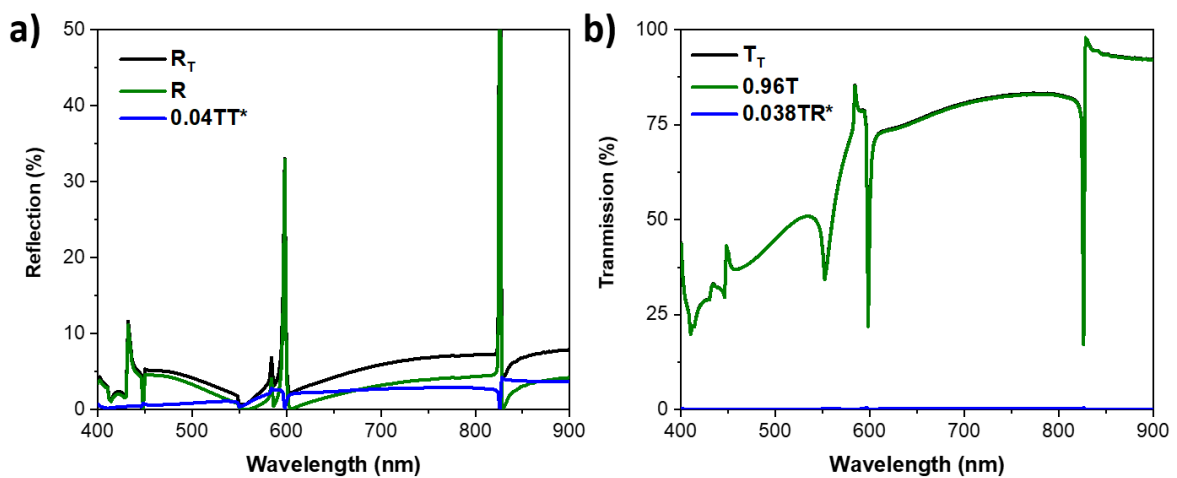 a)
50
40
30
20
10
0
Reflection (%)
R_T
R
0.04TT*
400 500 600 700 800 900
Wavelength (nm)
b)
100
75
50
25
0
Tranmission (%)
T_T
0.96T
0.038TR*
400 500 600 700 800 900
Wavelength (nm)